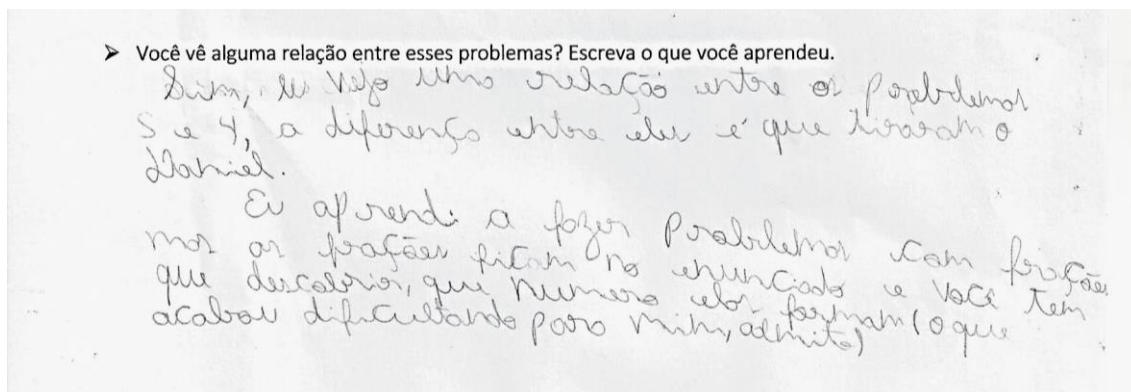 ➤ Você vê alguma relação entre esses problemas? Escreva o que você aprendeu.
Sim, eu vejo uma relação entre os Poroblemas
5 e 4, a diferença entre eles é que tiraram o
Daniel.
Eu aprendi a fazer Problemas com frações
mas as frações ficam no enunciado e você tem
que descobrir, que numero elas formam (o que
acabou dificultando para mim, admito)